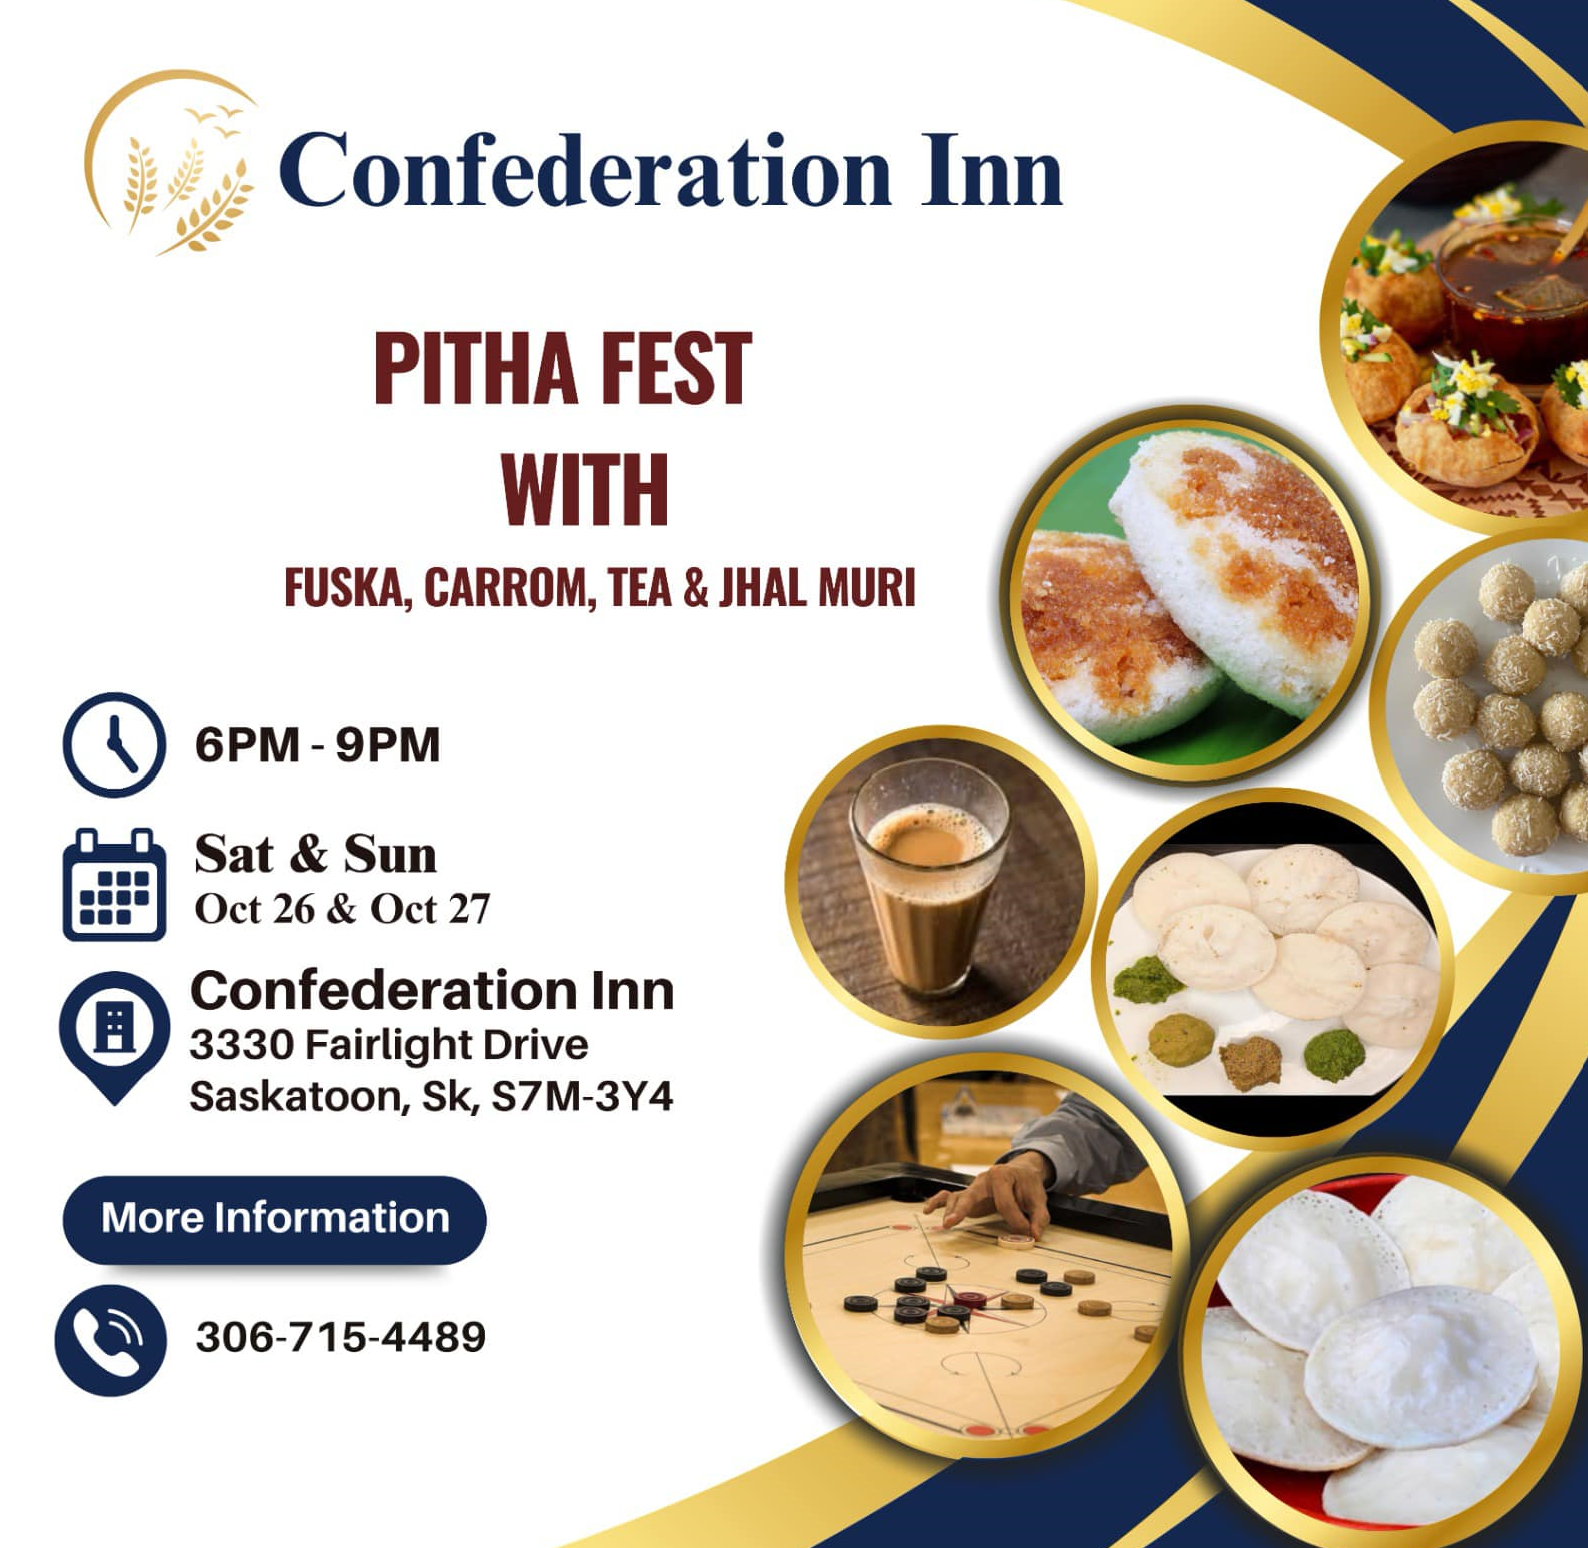 Confederation Inn
PITHA FEST
WITH
FUSKA, CARROM, TEA & JHAL MURI
6PM - 9PM
Sat & Sun
Oct 26 & Oct 27
Confederation Inn
3330 Fairlight Drive
Saskatoon, Sk, S7M-3Y4
More Information
306-715-4489